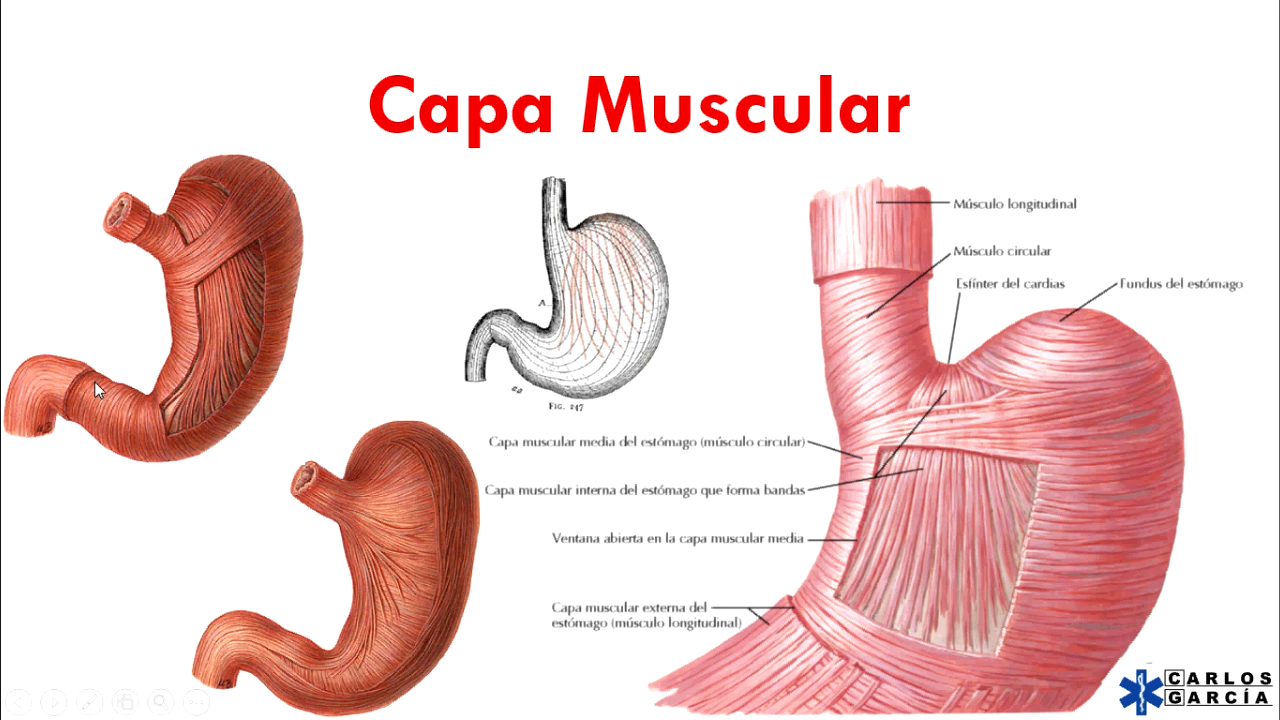 Capa Muscular
Músculo longitudinal
Músculo circular
Esfínter del cardias
Fundus del estómago
A
FIG. 247
Capa muscular media del estómago (músculo circular)
Capa muscular interna del estómago que forma bandas
Ventana abierta en la capa muscular media
Capa muscular externa del
estómago (músculo longitudinal)
CARLOS
GARCÍA